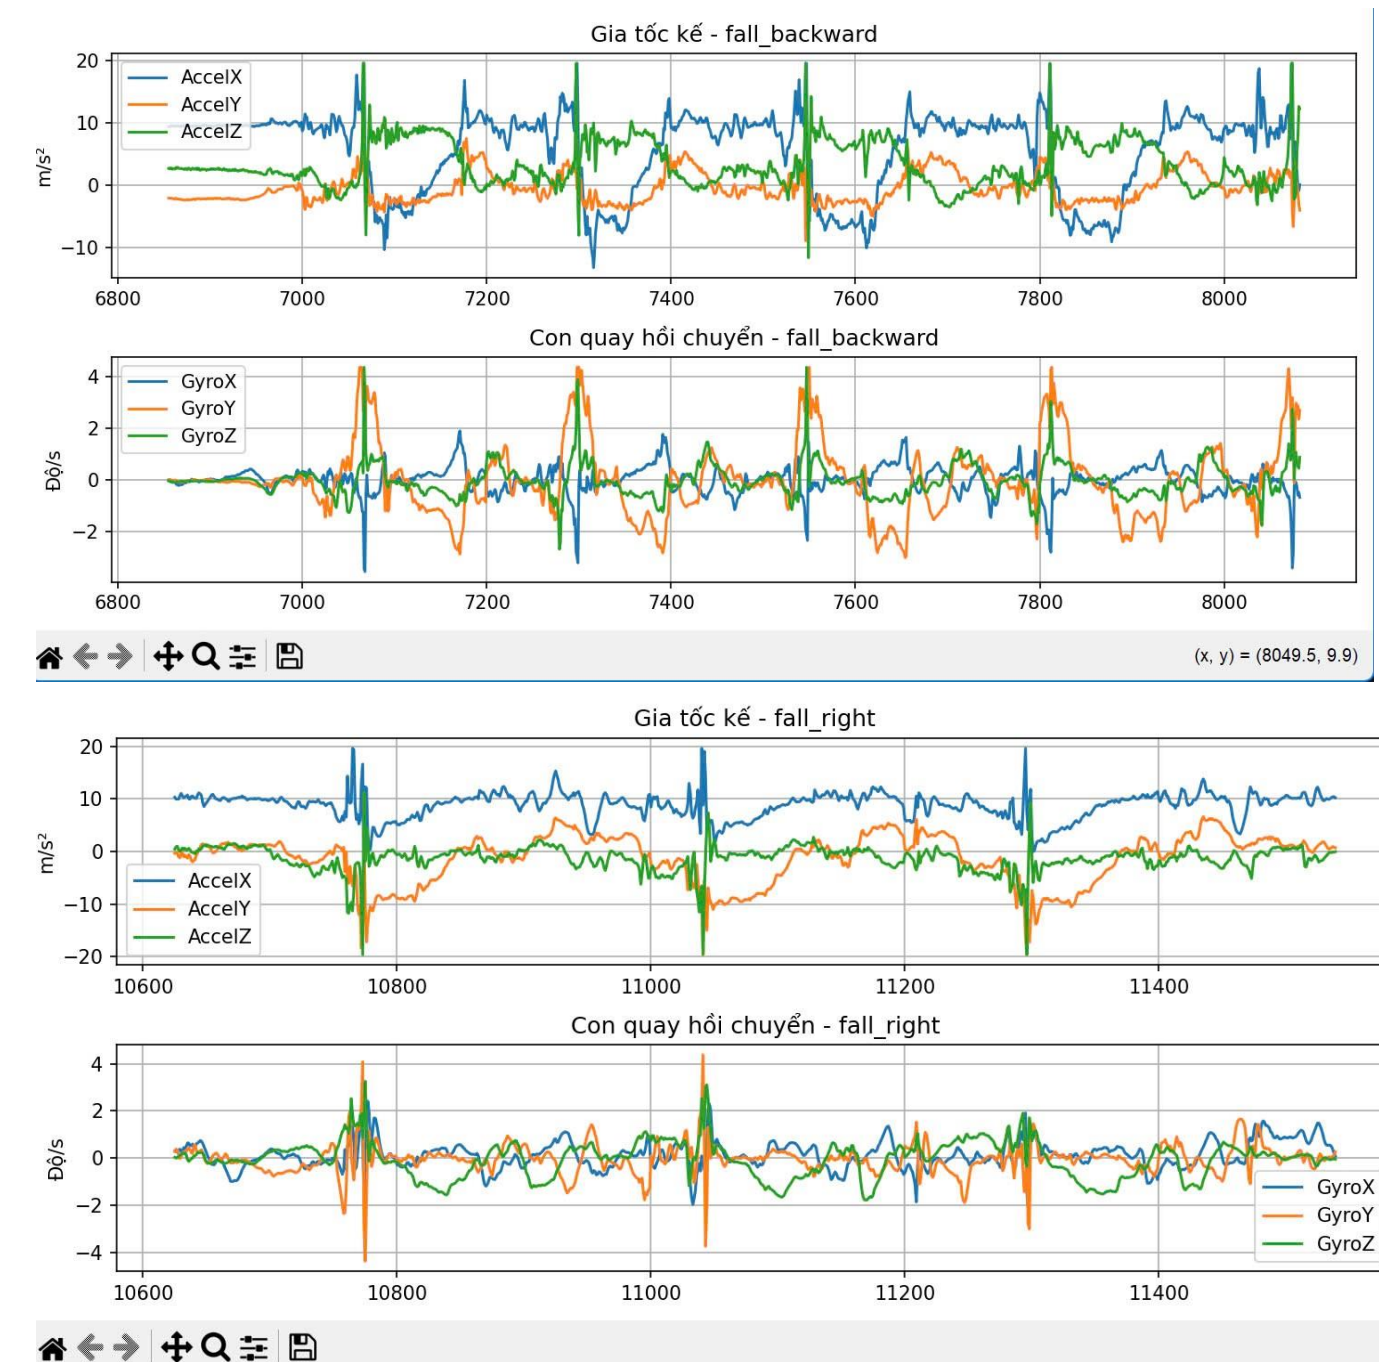 Gia tốc kế - fall_backward
20
10
0
−10
m/s²
AccelX
AccelY
AccelZ
6800 7000 7200 7400 7600 7800 8000
Con quay hồi chuyển - fall_backward
4
2
0
−2
Độ/s
GyroX
GyroY
GyroZ
6800 7000 7200 7400 7600 7800 8000
(x, y) = (8049.5, 9.9)
Gia tốc kế - fall_right
20
10
0
−10
−20
m/s²
AccelX
AccelY
AccelZ
10600 10800 11000 11200 11400
Con quay hồi chuyển - fall_right
4
2
0
−2
−4
Độ/s
GyroX
GyroY
GyroZ
10600 10800 11000 11200 11400